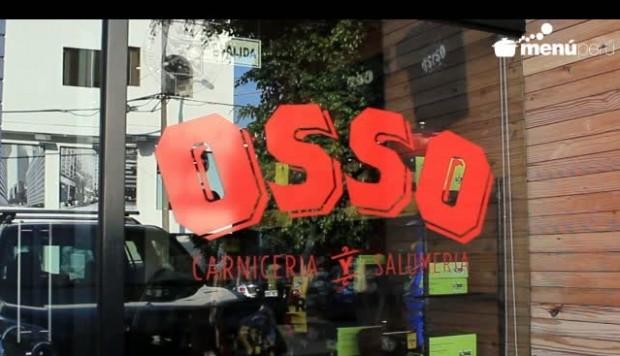 menúperú
SALIDA
OSSO
CARNICERIA Y SALUMERIA